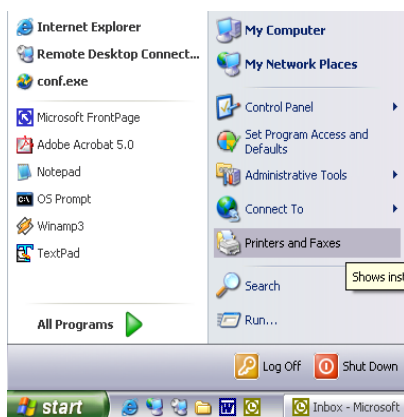 Internet Explorer
Remote Desktop Connect...
conf.exe
Microsoft FrontPage
Adobe Acrobat 5.0
Notepad
OS Prompt
Winamp3
TextPad
All Programs
My Computer
My Network Places
Control Panel
Set Program Access and
Defaults
Administrative Tools
Connect To
Printers and Faxes
Shows inst
Search
Run...
Log Off
Shut Down
start
Inbox - Microsoft